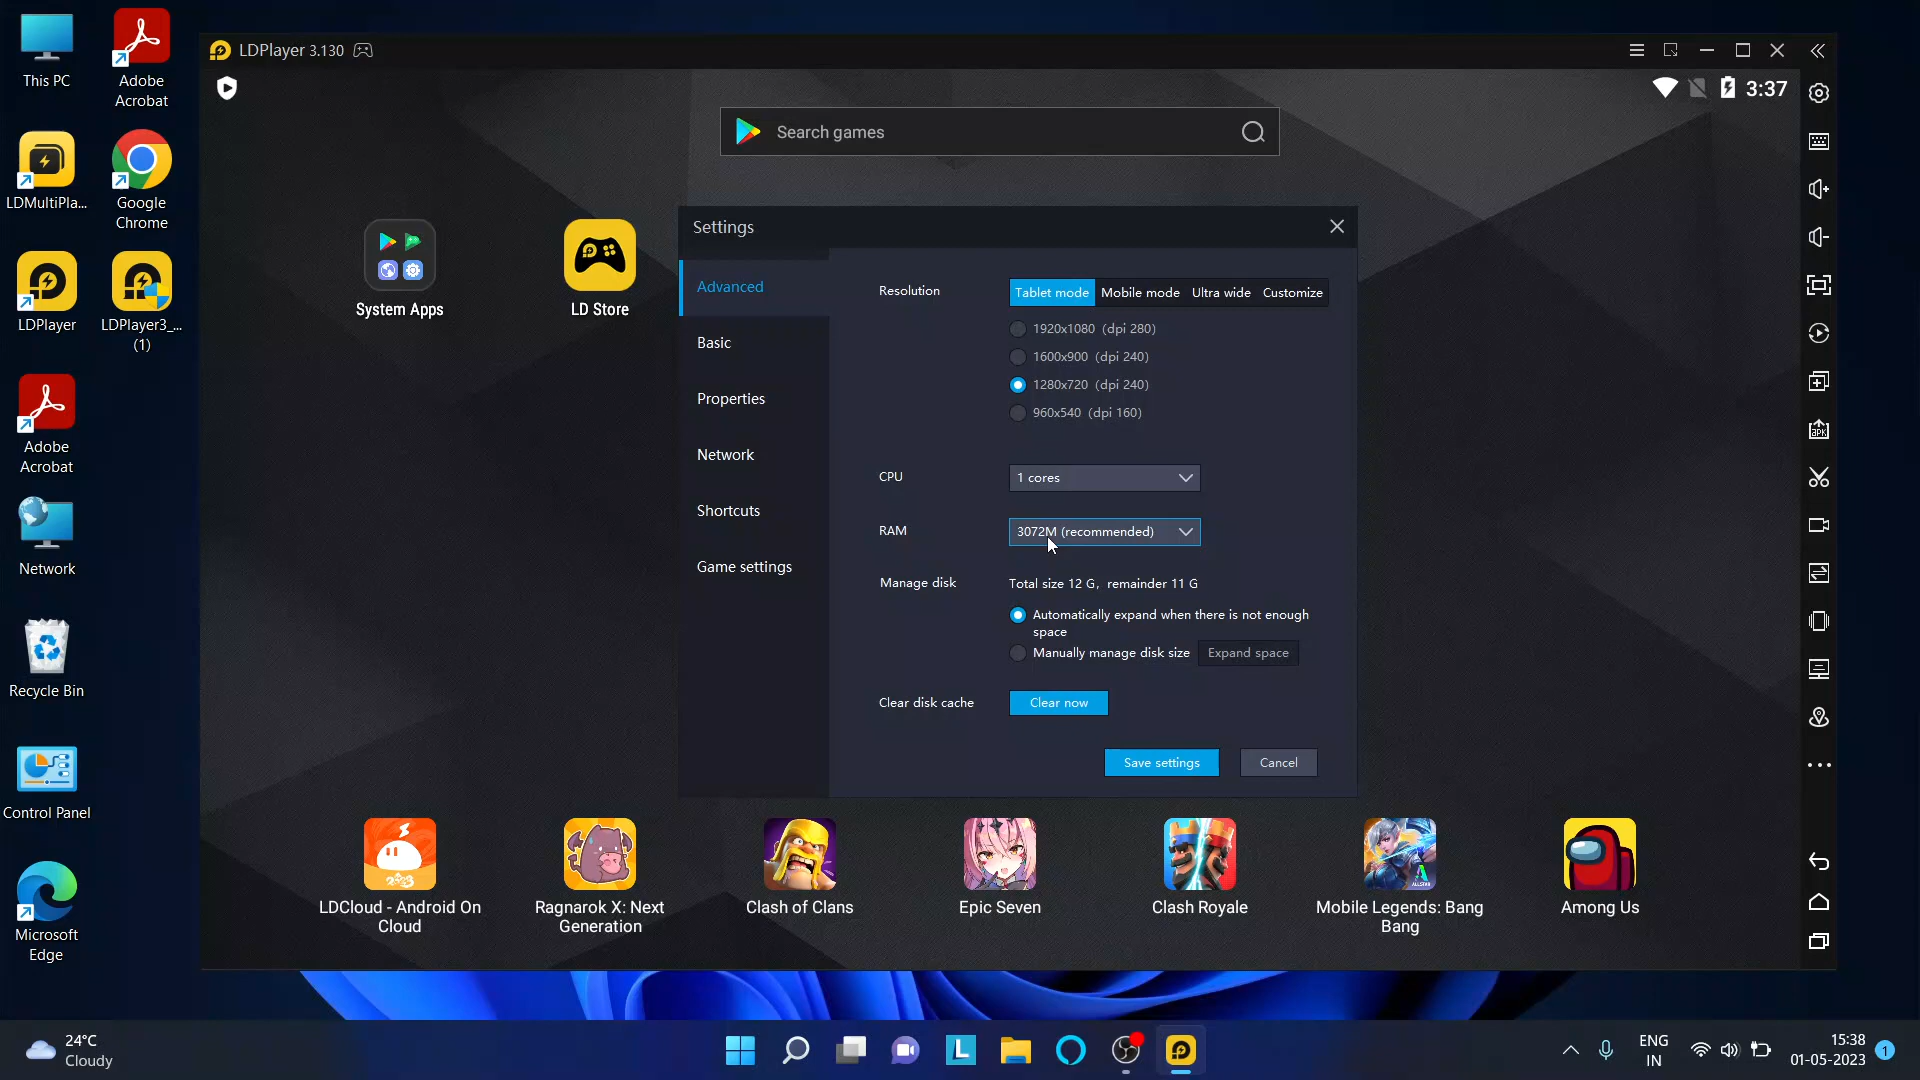 This PC
Adobe
Acrobat
LDMultiPla...
Google
Chrome
LDPlayer
LDPlayer3_...
(1)
Adobe
Acrobat
Network
Recycle Bin
Control Panel
Microsoft
Edge
LDPlayer 3.130
3:37
Search games
System Apps
LD Store
Settings
Advanced
Basic
Properties
Network
Shortcuts
Game settings
Resolution
Tablet mode Mobile mode Ultra wide Customize
1920x1080 (dpi 280)
1600x900 (dpi 240)
1280x720 (dpi 240)
960x540 (dpi 160)
CPU
1 cores
RAM
3072M (recommended)
Manage disk
Total size 12 G, remainder 11 G
Automatically expand when there is not enough
space
Manually manage disk size
Expand space
Clear disk cache
Clear now
Save settings
Cancel
APK
2023
LDCloud - Android On
Cloud
Ragnarok X: Next
Generation
Clash of Clans
Epic Seven
Clash Royale
Mobile Legends: Bang
Bang
Among Us
24°C
Cloudy
L
ENG
IN
15:38
01-05-2023
1